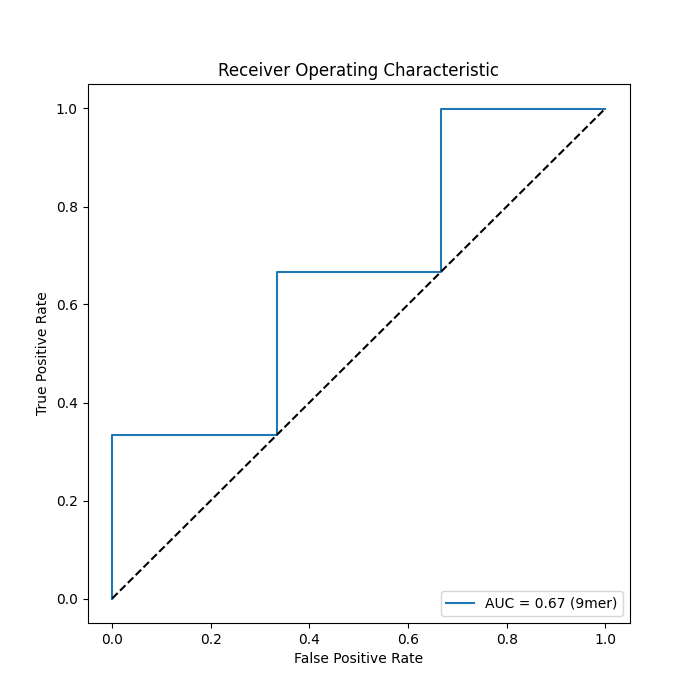 Receiver Operating Characteristic
True Positive Rate
1.0
0.8
0.6
0.4
0.2
0.0
AUC = 0.67 (9mer)
0.0 0.2 0.4 0.6 0.8 1.0
False Positive Rate